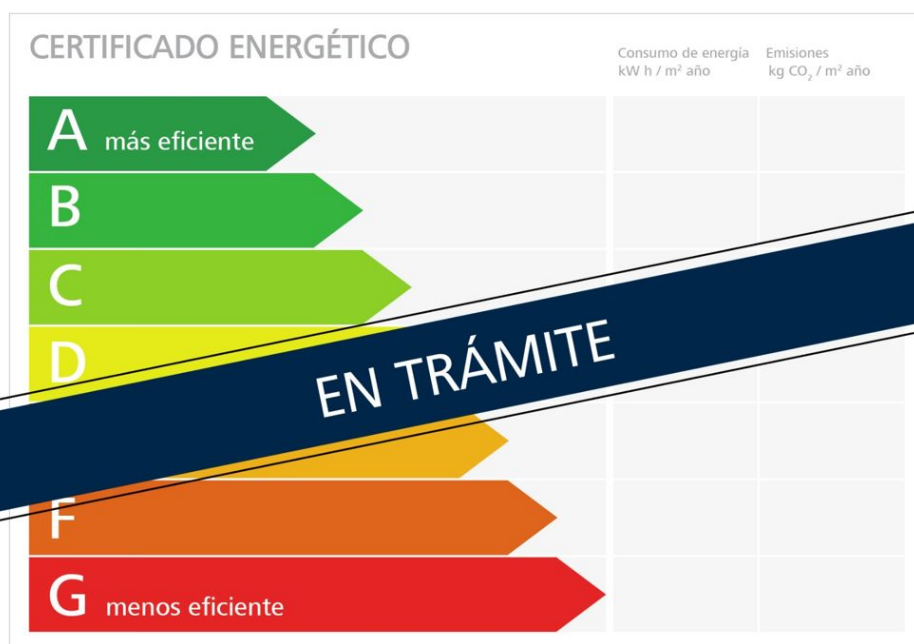 CERTIFICADO ENERGÉTICO
Consumo de energía
kW h / m² año
Emisiones
kg CO₂ / m² año
A más eficiente
B
C
D
EN TRÁMITE
F
G menos eficiente